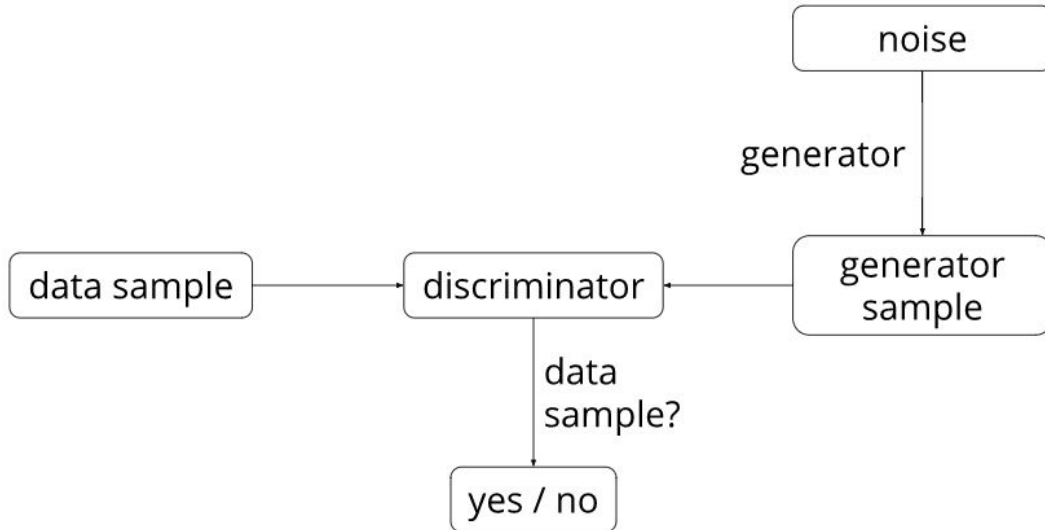 noise
generator
data sample
discriminator
generator
sample
data
sample?
yes / no